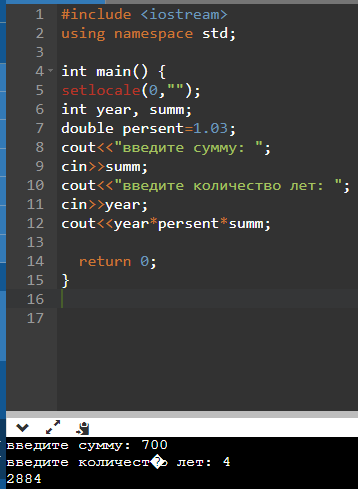 1 #include <iostream>
2 using namespace std;
3
4 int main() {
5 setlocale(0,"");
6 int year, summ;
7 double persent=1.03;
8 cout<<"введите сумму: ";
9 cin>>summ;
10 cout<<"введите количество лет: ";
11 cin>>year;
12 cout<<year*persent*summ;
13
14 return 0;
15 }
16
17
введите сумму: 700
введите количест�о лет: 4
2884